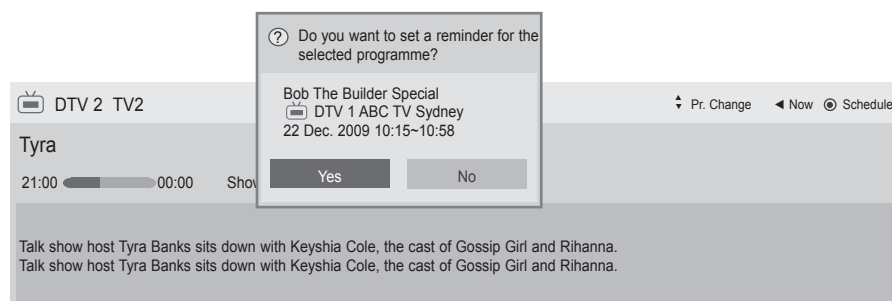 ? Do you want to set a reminder for the
selected programme?
Bob The Builder Special
DTV 1 ABC TV Sydney
22 Dec. 2009 10:15~10:58
Yes No
DTV 2 TV2
Pr. Change ◄ Now ◉ Schedule
Tyra
21:00 00:00 Sho
Talk show host Tyra Banks sits down with Keyshia Cole, the cast of Gossip Girl and Rihanna.
Talk show host Tyra Banks sits down with Keyshia Cole, the cast of Gossip Girl and Rihanna.